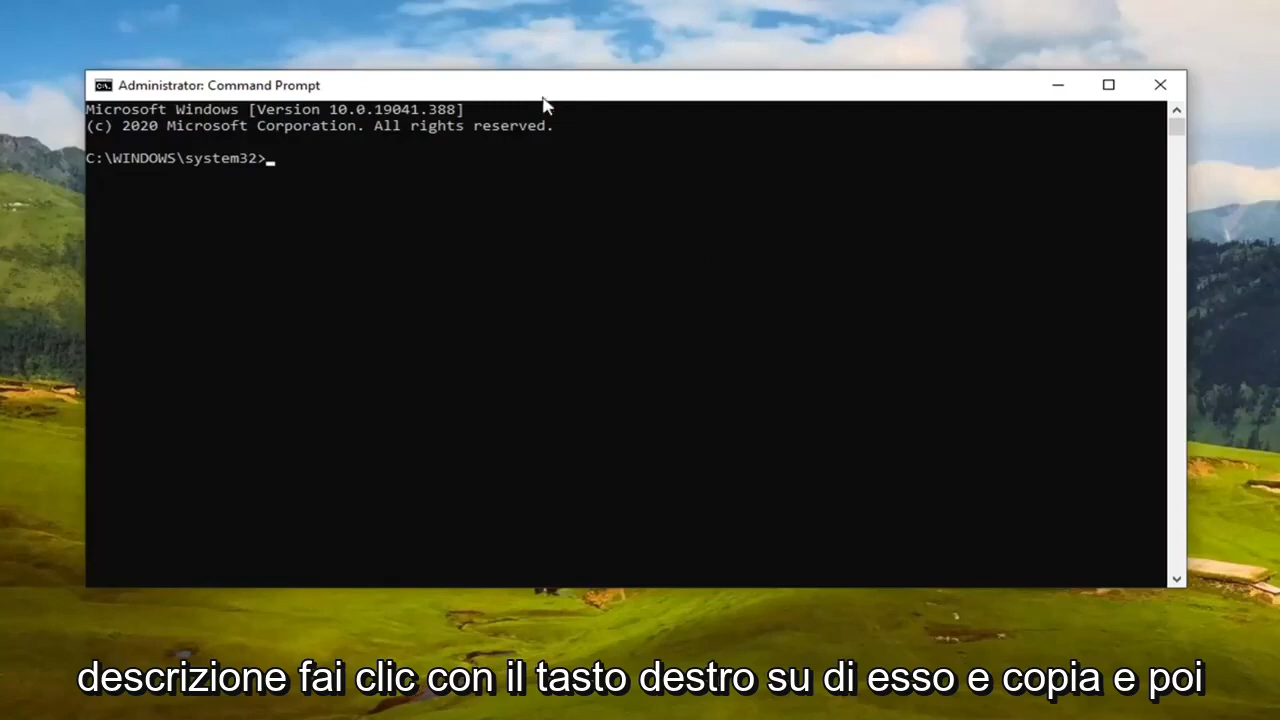 Administrator: Command Prompt
Microsoft Windows [Version 10.0.19041.388]
(c) 2020 Microsoft Corporation. All rights reserved.
C:\WINDOWS\system32>
descrizione fai clic con il tasto destro su di esso e copia e poi